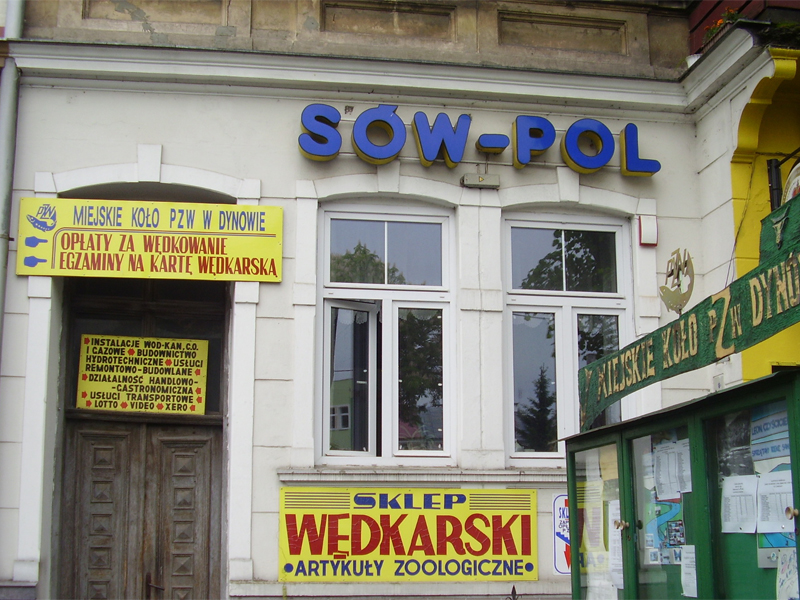 SÓW-POL
PZW
MIEJSKIE KOŁO PZW W DYNOWIE
OPŁATY ZA WĘDKOWANIE
EGZAMINY NA KARTĘ WĘDKARSKĄ
INSTALACJE WOD-KAN, C.O.
I GAZOWE • BUDOWNICTWO
HYDROTECHNICZNE • USŁUGI
REMONTOWO-BUDOWLANE •
DZIAŁALNOŚĆ HANDLOWO-
-GASTRONOMICZNA •
USŁUGI TRANSPORTOWE
LOTTO • VIDEO • XERO
SKLEP
WĘDKARSKI
•ARTYKUŁY ZOOLOGICZNE•
PZW
MIEJSKIE KOŁO PZW DYNÓW